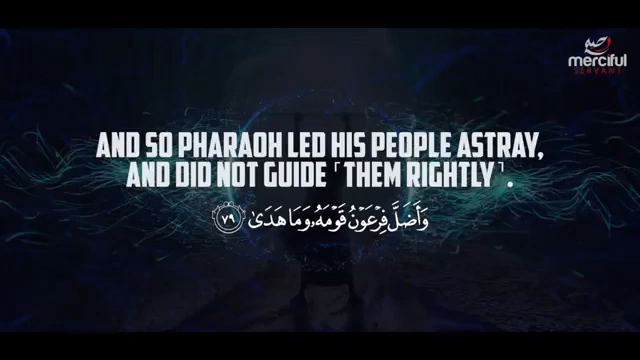 merciful
SERVANT
AND SO PHARAOH LED HIS PEOPLE ASTRAY,
AND DID NOT GUIDE ⸢THEM RIGHTLY⸣.
وَأَضَلَّ فِرْعَوْنُ قَوْمَهُۥ وَمَا هَدَىٰ ٧٩